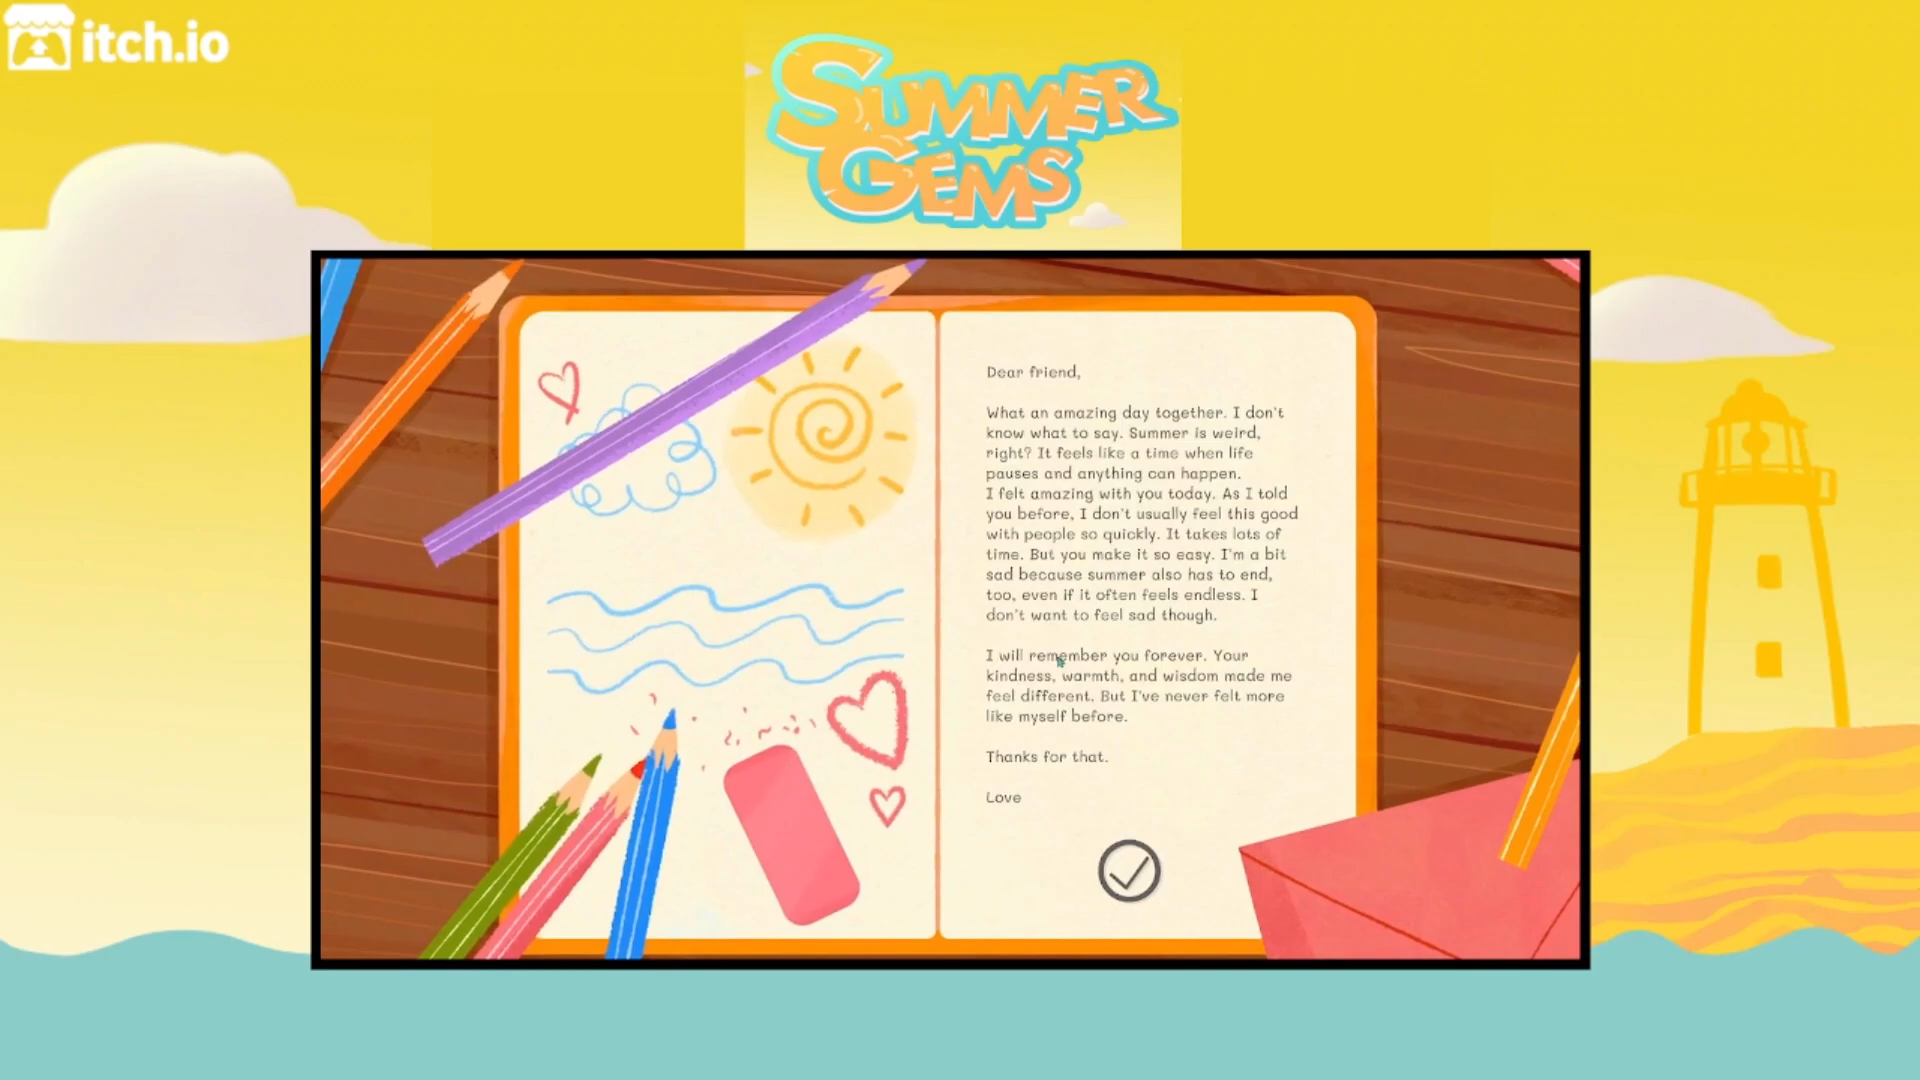 itch.io
SUMMER
GEMS
Dear friend,
What an amazing day together. I don't
know what to say. Summer is weird,
right? It feels like a time when life
pauses and anything can happen.
I felt amazing with you today. As I told
you before, I don't usually feel this good
with people so quickly. It takes lots of
time. But you make it so easy. I'm a bit
sad because summer also has to end,
too, even if it often feels endless. I
don't want to feel sad though.
I will remember you forever. Your
kindness, warmth, and wisdom made me
feel different. But I've never felt more
like myself before.
Thanks for that.
Love